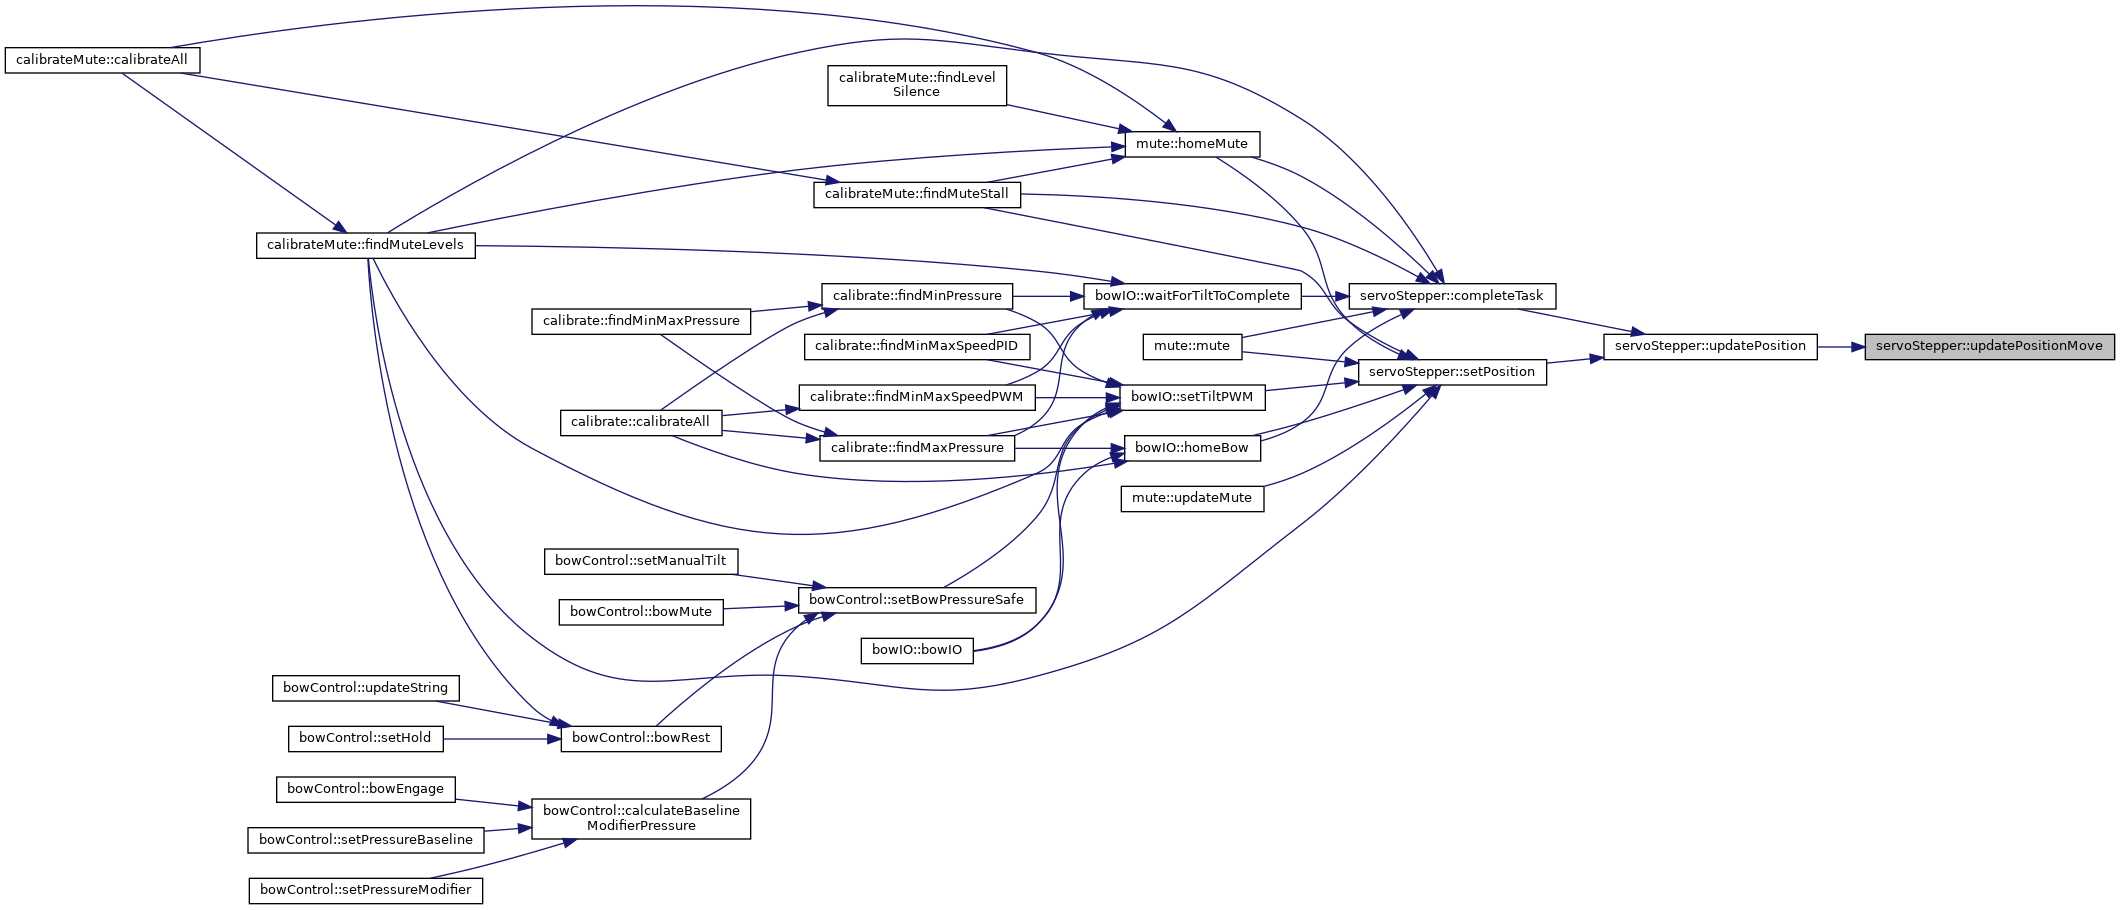 calibrateMute::calibrateAll
calibrateMute::findLevel
Silence
mute::homeMute
calibrateMute::findMuteStall
calibrateMute::findMuteLevels
calibrate::findMinPressure
bowIO::waitForTiltToComplete
servoStepper::completeTask
calibrate::findMinMaxPressure
calibrate::findMinMaxSpeedPID
mute::mute
servoStepper::updatePosition
servoStepper::updatePositionMove
servoStepper::setPosition
calibrate::findMinMaxSpeedPWM
bowIO::setTiltPWM
calibrate::calibrateAll
calibrate::findMaxPressure
bowIO::homeBow
mute::updateMute
bowControl::setManualTilt
bowControl::setBowPressureSafe
bowControl::bowMute
bowIO::bowIO
bowControl::updateString
bowControl::setHold
bowControl::bowRest
bowControl::bowEngage
bowControl::calculateBaseline
ModifierPressure
bowControl::setPressureBaseline
bowControl::setPressureModifier